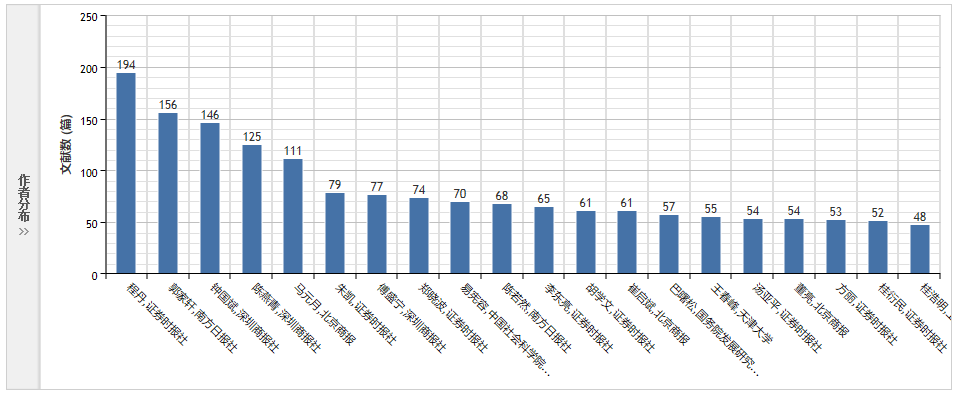 作者分布 >>
文献数 (篇)
250
200
150
100
50
0
194
156
146
125
111
79
77
74
70
68
65
61
61
57
55
54
54
53
52
48
程丹,证券时报社
郭家轩,南方日报社
钟国斌,深圳商报社
陈燕青,深圳商报社
马元月,北京商报
朱凯,证券时报社
傅盛宁,深圳商报社
郑晓波,证券时报社
易宪容,中国社会科学院...
陈若然,南方日报社
李东亮,证券时报社
胡学文,证券时报社
崔启斌,北京商报
巴曙松,国务院发展研究...
王春峰,天津大学
汤亚平,证券时报社
董亮,北京商报
方丽,证券时报社
桂衍民,证券时报社
桂浩明,